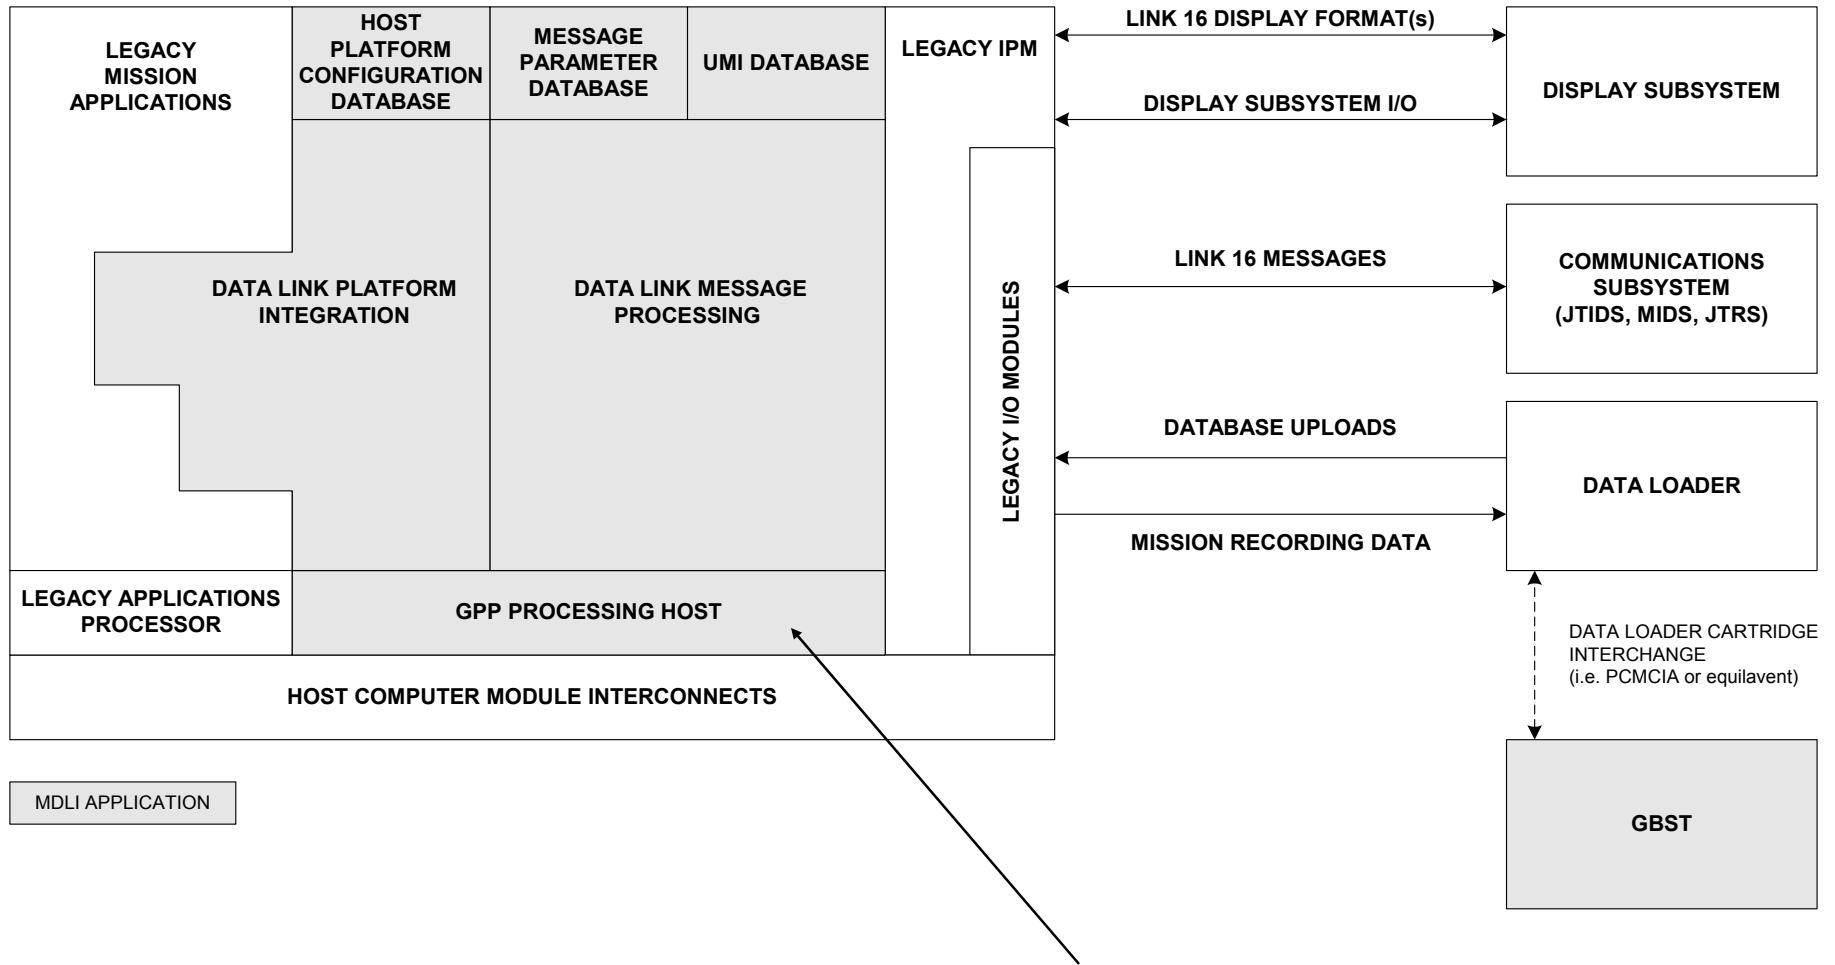 LEGACY
MISSION
APPLICATIONS
HOST
PLATFORM
CONFIGURATION
DATABASE
MESSAGE
PARAMETER
DATABASE
UMI DATABASE
LEGACY IPM
LINK 16 DISPLAY FORMAT(s)
DISPLAY SUBSYSTEM I/O
DISPLAY SUBSYSTEM
DATA LINK PLATFORM
INTEGRATION
DATA LINK MESSAGE
PROCESSING
LEGACY I/O MODULES
LINK 16 MESSAGES
COMMUNICATIONS
SUBSYSTEM
(JTIDS, MIDS, JTRS)
DATABASE UPLOADS
MISSION RECORDING DATA
DATA LOADER
LEGACY APPLICATIONS
PROCESSOR
GPP PROCESSING HOST
DATA LOADER CARTRIDGE
INTERCHANGE
(i.e. PCMCIA or equilavent)
HOST COMPUTER MODULE INTERCONNECTS
MDLI APPLICATION
GBST